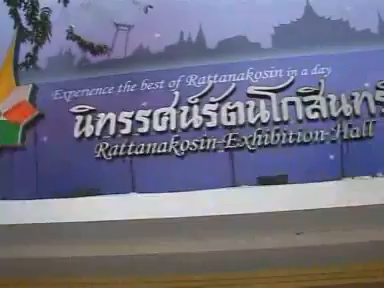 Experience the best of Rattanakosin in a day
นิทรรศน์รัตนโกสินทร์
Rattanakosin Exhibition Hall